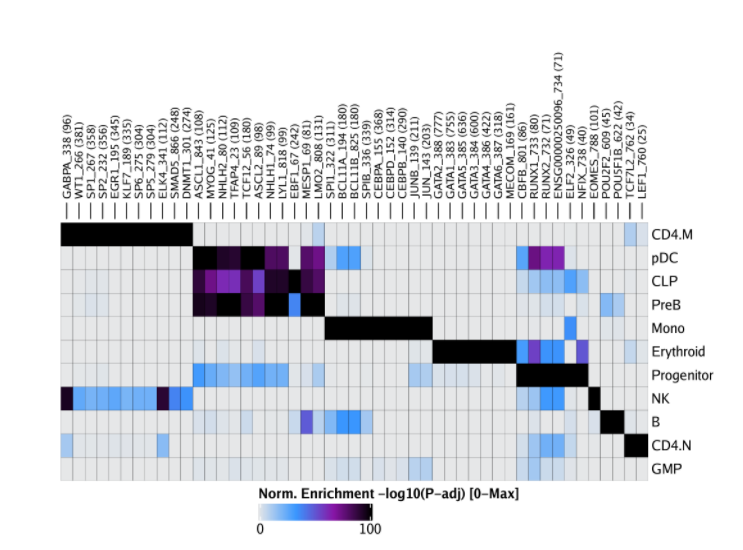 GABPA_338 (96)
WT1_266 (381)
SP1_267 (358)
SP2_232 (356)
EGR1_195 (345)
KLF7_189 (335)
SP6_275 (304)
SP5_279 (304)
ELK4_341 (112)
SMAD5_866 (248)
DNMT1_301 (274)
ASCL1_843 (108)
MYOG_41 (125)
NHLH2_80 (112)
TFAP4_23 (109)
TCF12_56 (180)
ASCL2_89 (98)
NHLH1_74 (99)
LYL1_818 (99)
EBF1_67 (242)
MESP1_69 (81)
LMO2_808 (131)
SPI1_322 (311)
BCL11A_194 (180)
BCL11B_825 (180)
SPIB_336 (339)
CEBPA_155 (368)
CEBPD_152 (314)
CEBPB_140 (290)
JUNB_139 (211)
JUN_143 (203)
GATA2_388 (777)
GATA1_383 (755)
GATA5_385 (636)
GATA3_384 (600)
GATA4_386 (422)
GATA6_387 (318)
MECOM_169 (161)
CBFB_801 (86)
RUNX1_733 (80)
RUNX2_732 (71)
ENSG00000250096_734 (71)
ELF2_326 (49)
NFIX_738 (40)
EOMES_788 (101)
POU2F2_609 (45)
POU5F1B_622 (42)
TCF7L2_762 (34)
LEF1_760 (25)
CD4.M
pDC
CLP
PreB
Mono
Erythroid
Progenitor
NK
B
CD4.N
GMP
Norm. Enrichment -log10(P-adj) [0-Max]
0 100